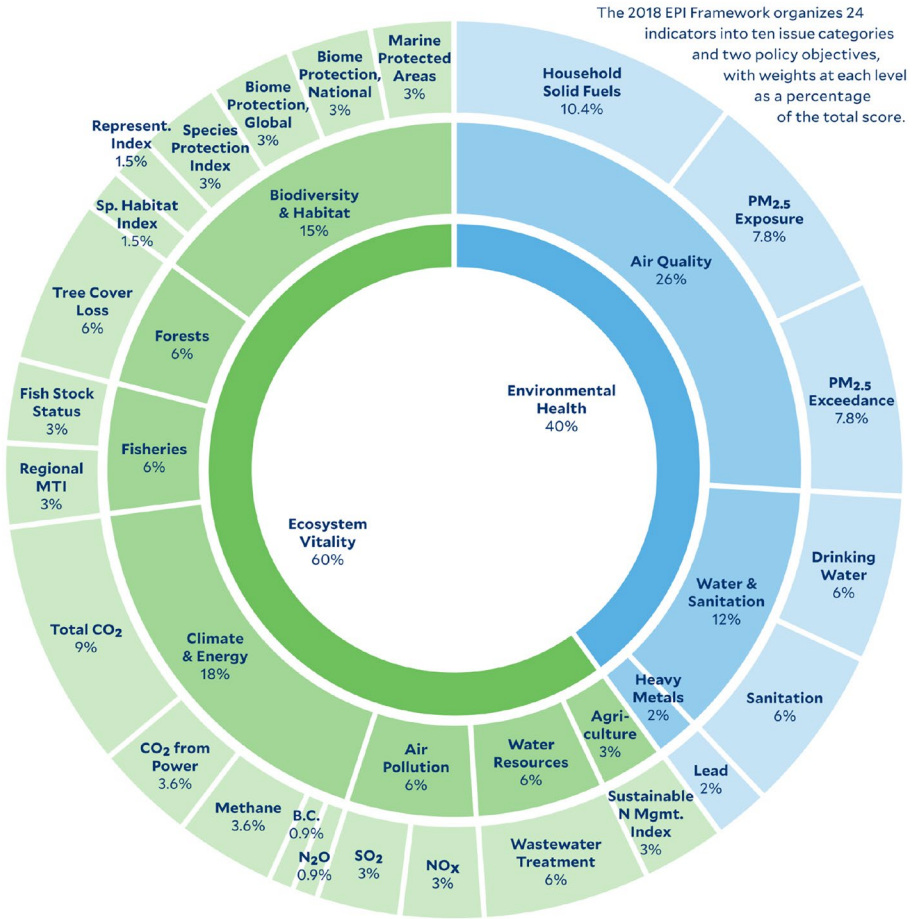 The 2018 EPI Framework organizes 24
indicators into ten issue categories
and two policy objectives,
with weights at each level
as a percentage
of the total score.
Household
Solid Fuels
10.4%
PM2.5
Exposure
7.8%
PM2.5
Exceedance
7.8%
Drinking
Water
6%
Sanitation
6%
Lead
2%
Sustainable
N Mgmt.
Index
3%
Wastewater
Treatment
6%
NOX
3%
SO2
3%
N2O
0.9%
B.C.
0.9%
Methane
3.6%
CO2 from
Power
3.6%
Total CO2
9%
Regional
MTI
3%
Fish Stock
Status
3%
Tree Cover
Loss
6%
Sp. Habitat
Index
1.5%
Represent.
Index
1.5%
Species
Protection
Index
3%
Biome
Protection,
Global
3%
Biome
Protection,
National
3%
Marine
Protected
Areas
3%
Air Quality
26%
Water &
Sanitation
12%
Heavy
Metals
2%
Agri-
culture
3%
Water
Resources
6%
Air
Pollution
6%
Climate
& Energy
18%
Fisheries
6%
Forests
6%
Biodiversity
& Habitat
15%
Environmental
Health
40%
Ecosystem
Vitality
60%